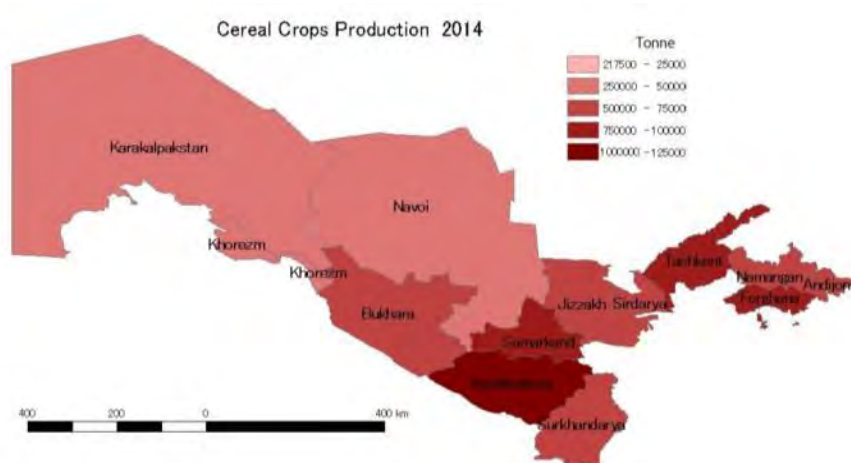 Cereal Crops Production 2014
Tonne
217500 - 25000
250000 - 50000
500000 - 75000
750000 -100000
1000000 -125000
Karakalpakstan
Navoi
Khorezm
Khorezm
Bukhara
Jizzakh
Sirdarya
Tashkent
Namangan
Andijon
Samarkand
Surkhandarya
400
200
0
400 km